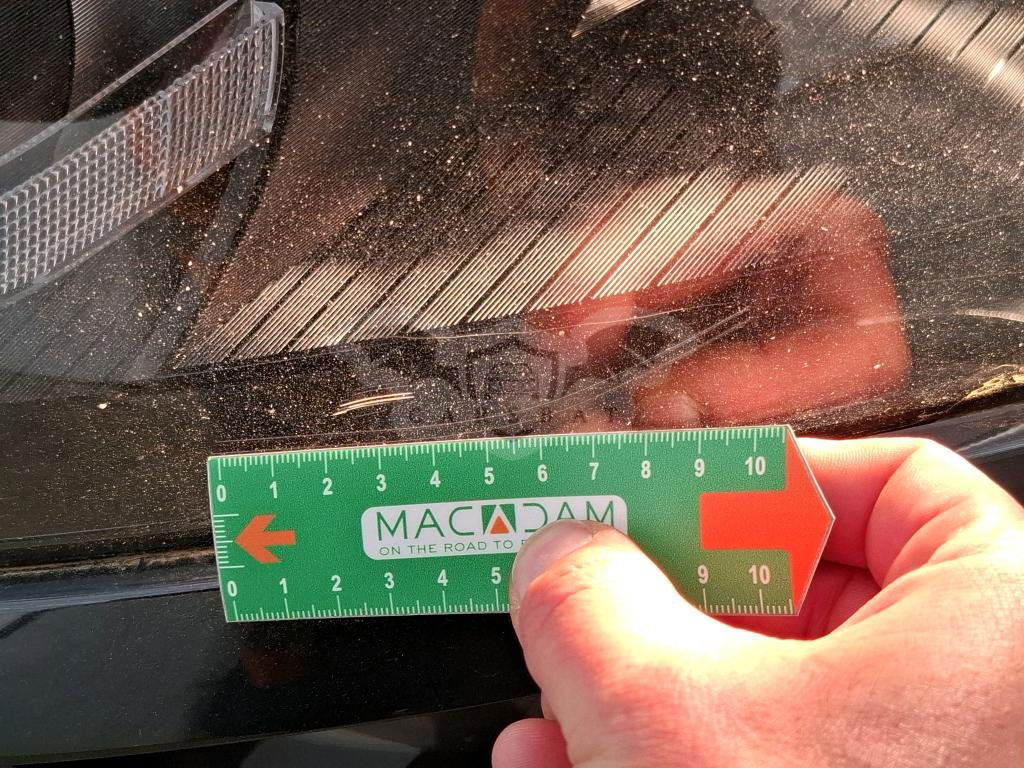 CARSBAT
0 1 2 3 4 5 6 7 8 9 10
MACADAM
ON THE ROAD TO
0 1 2 3 4 5 9 10